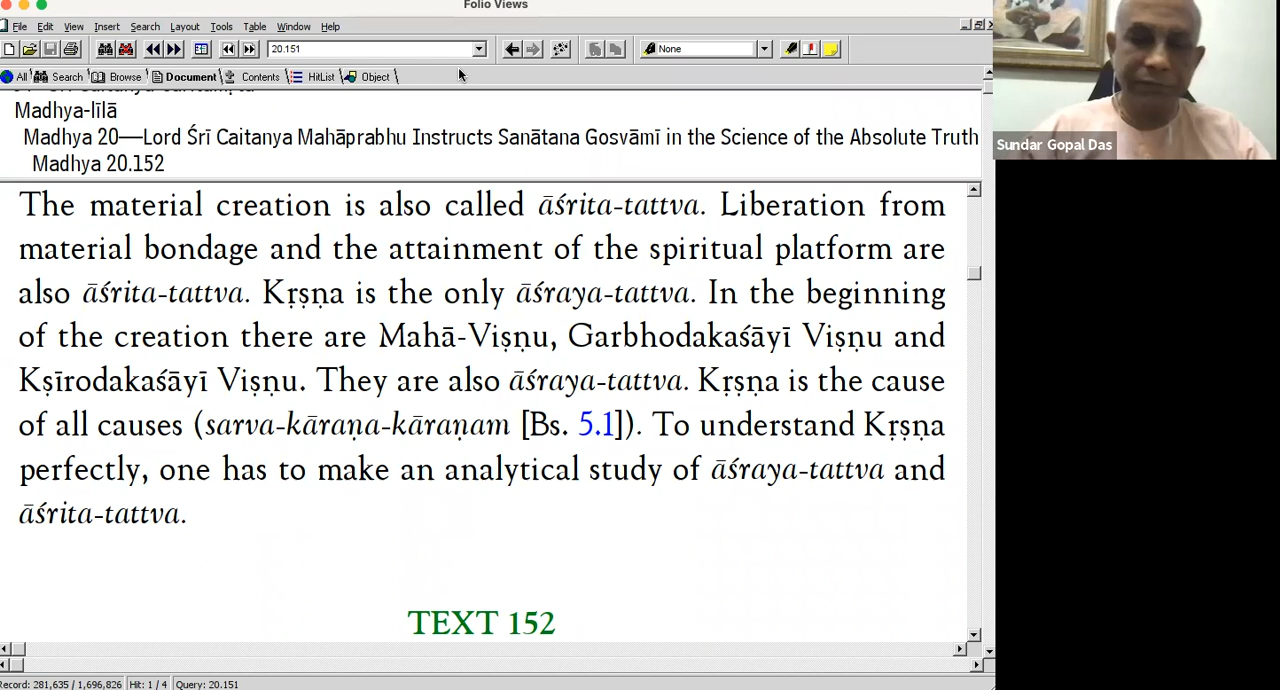 Folio Views
File Edit View Insert Search Layout Tools Table Window Help
20.151
None
All Search Browse Document Contents HitList Object
Madhya-līlā
Madhya 20—Lord Śrī Caitanya Mahāprabhu Instructs Sanātana Gosvāmī in the Science of the Absolute Truth
Madhya 20.152
The material creation is also called āśrita-tattva. Liberation from
material bondage and the attainment of the spiritual platform are
also āśrita-tattva. Kṛṣṇa is the only āśraya-tattva. In the beginning
of the creation there are Mahā-Viṣṇu, Garbhodakaśāyī Viṣṇu and
Kṣīrodakaśāyī Viṣṇu. They are also āśraya-tattva. Kṛṣṇa is the cause
of all causes (sarva-kāraṇa-kāraṇam [Bs. 5.1]). To understand Kṛṣṇa
perfectly, one has to make an analytical study of āśraya-tattva and
āśrita-tattva.
TEXT 152
Record: 281,635 / 1,696,826 Hit: 1 / 4 Query: 20.151
Sundar Gopal Das